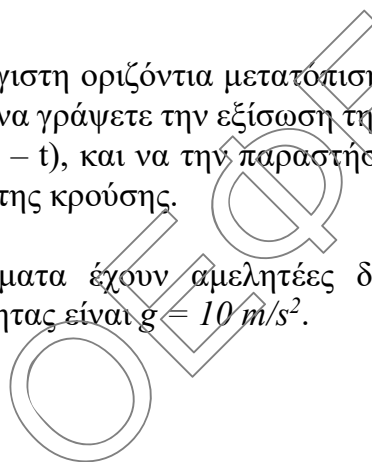 γιστη οριζόντια μετατόπιση
να γράψετε την εξίσωση τη
– t), και να την παραστήσ
της κρούσης.
ματα έχουν αμελητέες δ
ητας είναι g = 10 m/s².
ΟΕΦΕ